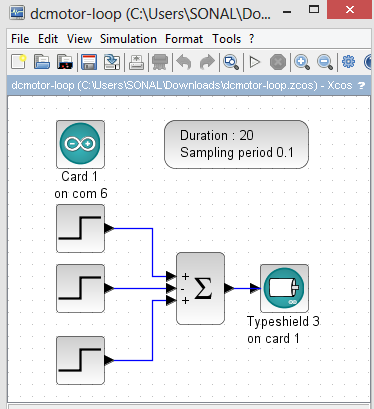 dcmotor-loop (C:\Users\SONAL\Do...
File Edit View Simulation Format Tools ?
dcmotor-loop (C:\Users\SONAL\Downloads\dcmotor-loop.zcos) - Xcos ?
Duration : 20
Sampling period 0.1
Card 1
on com 6
+
-
+
Σ
Typeshield 3
on card 1